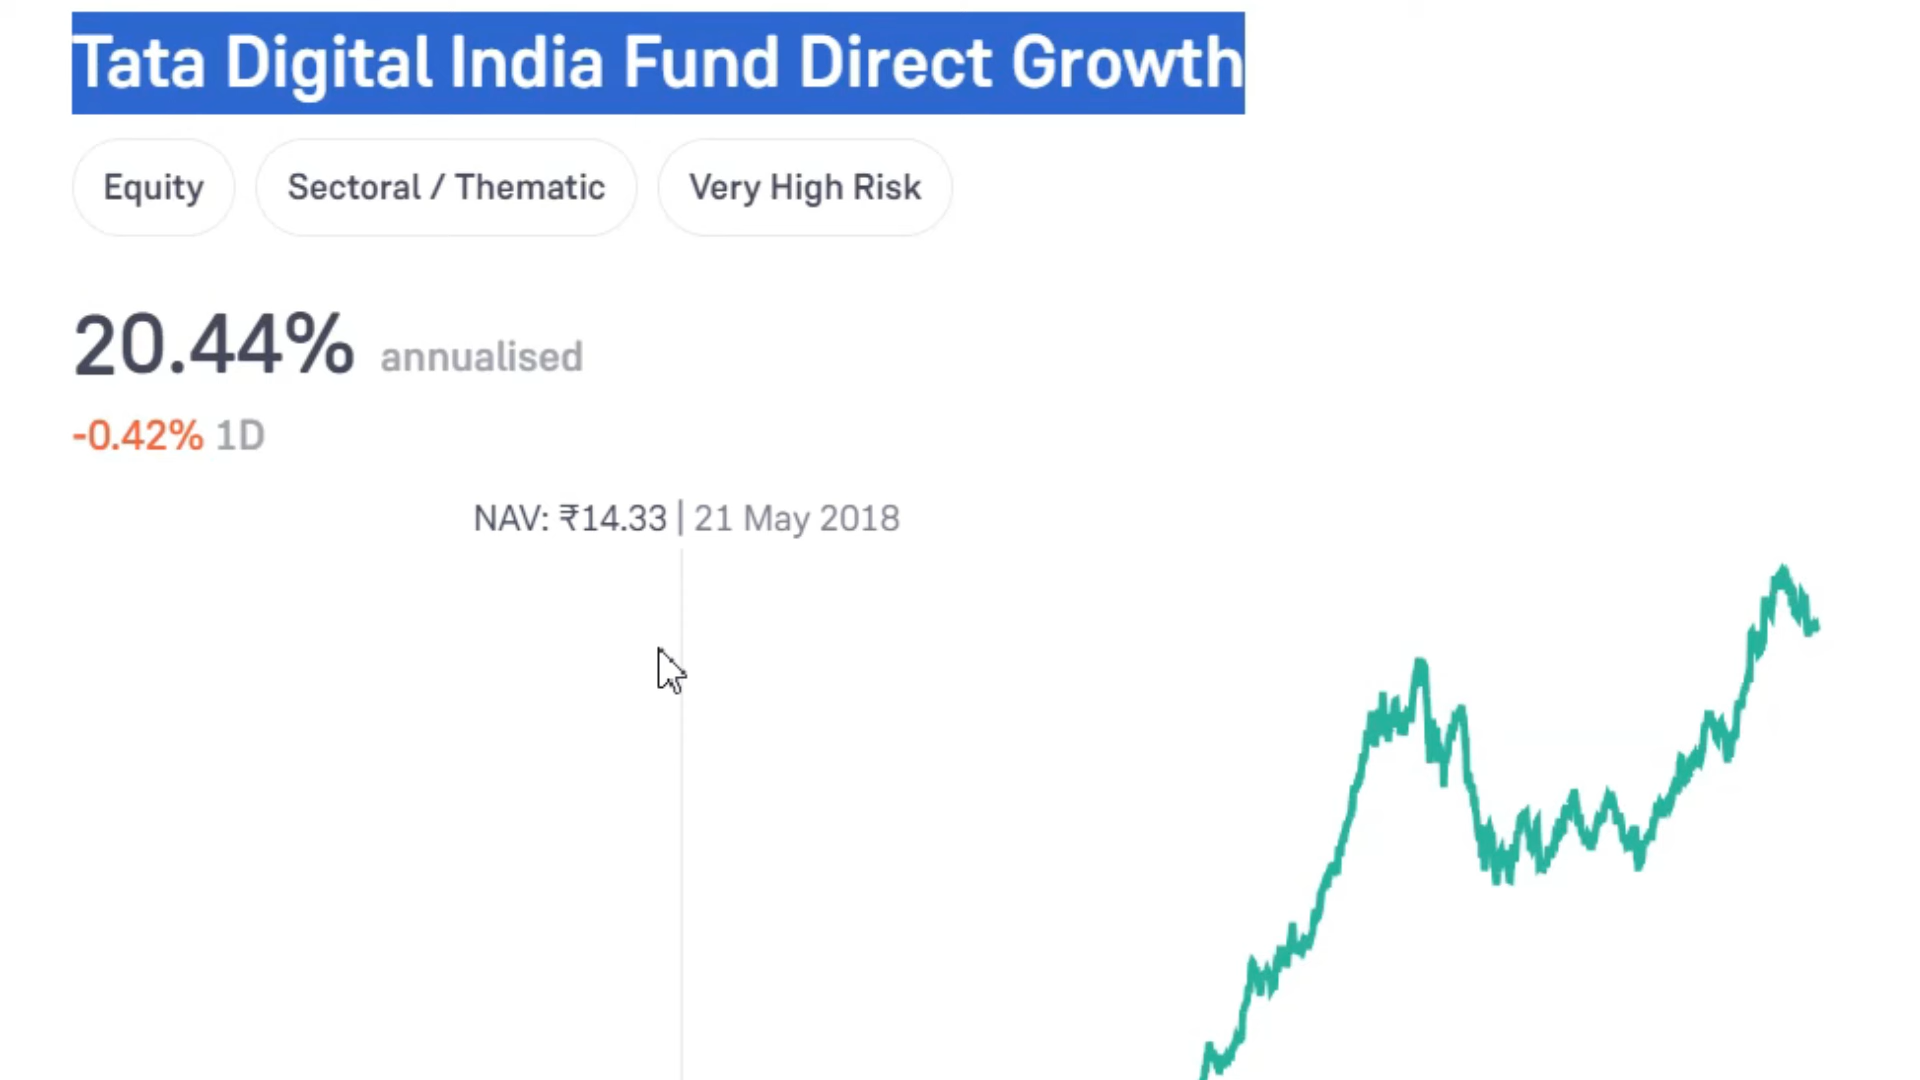 Tata Digital India Fund Direct Growth
Equity
Sectoral / Thematic
Very High Risk
20.44% annualised
-0.42% 1D
NAV: ₹14.33 | 21 May 2018